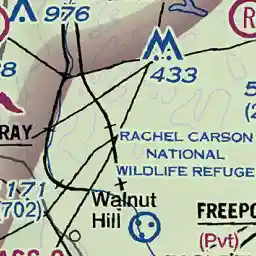 976
R
433
RAY
RACHEL CARSON
NATIONAL
WILDLIFE REFUGE
171
(702)
Walnut
Hill
FREEPO
(Pvt)